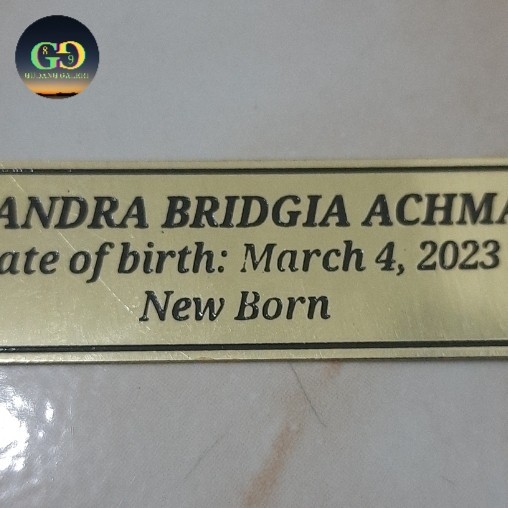 ANDRA BRIDGIA ACHMA
ate of birth: March 4, 2023
New Born